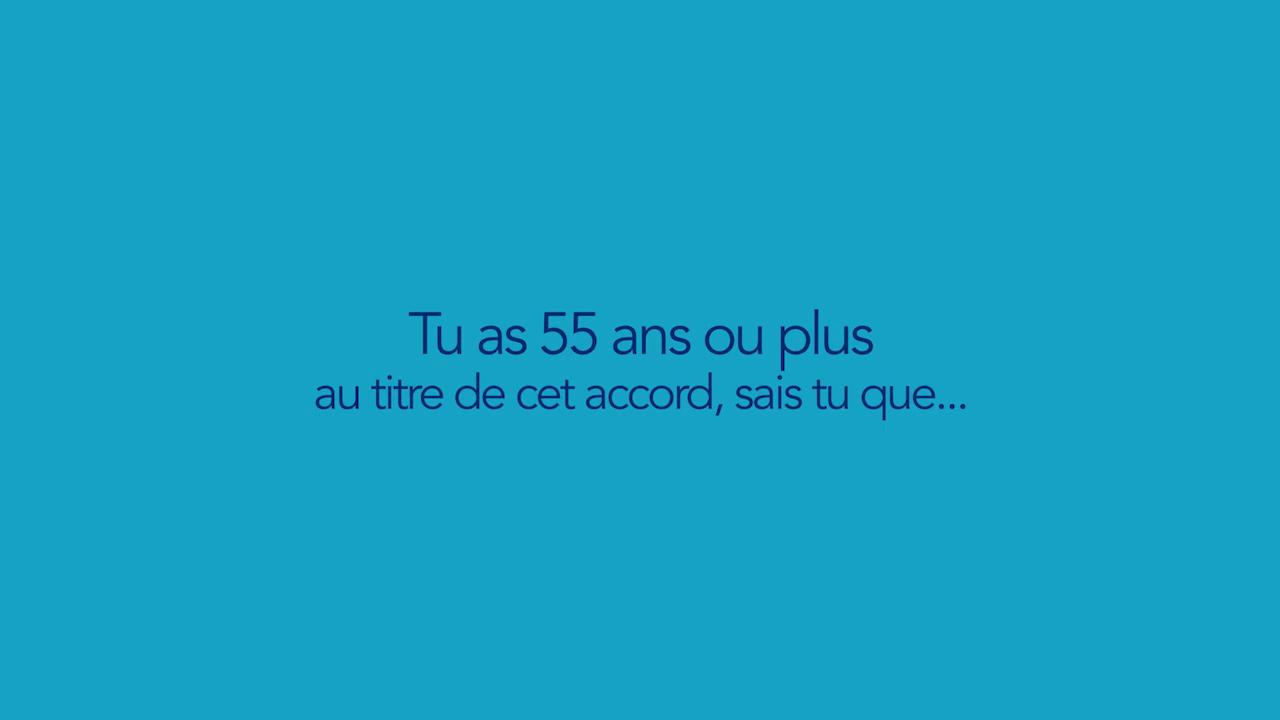 Tu as 55 ans ou plus
au titre de cet accord, sais tu que...